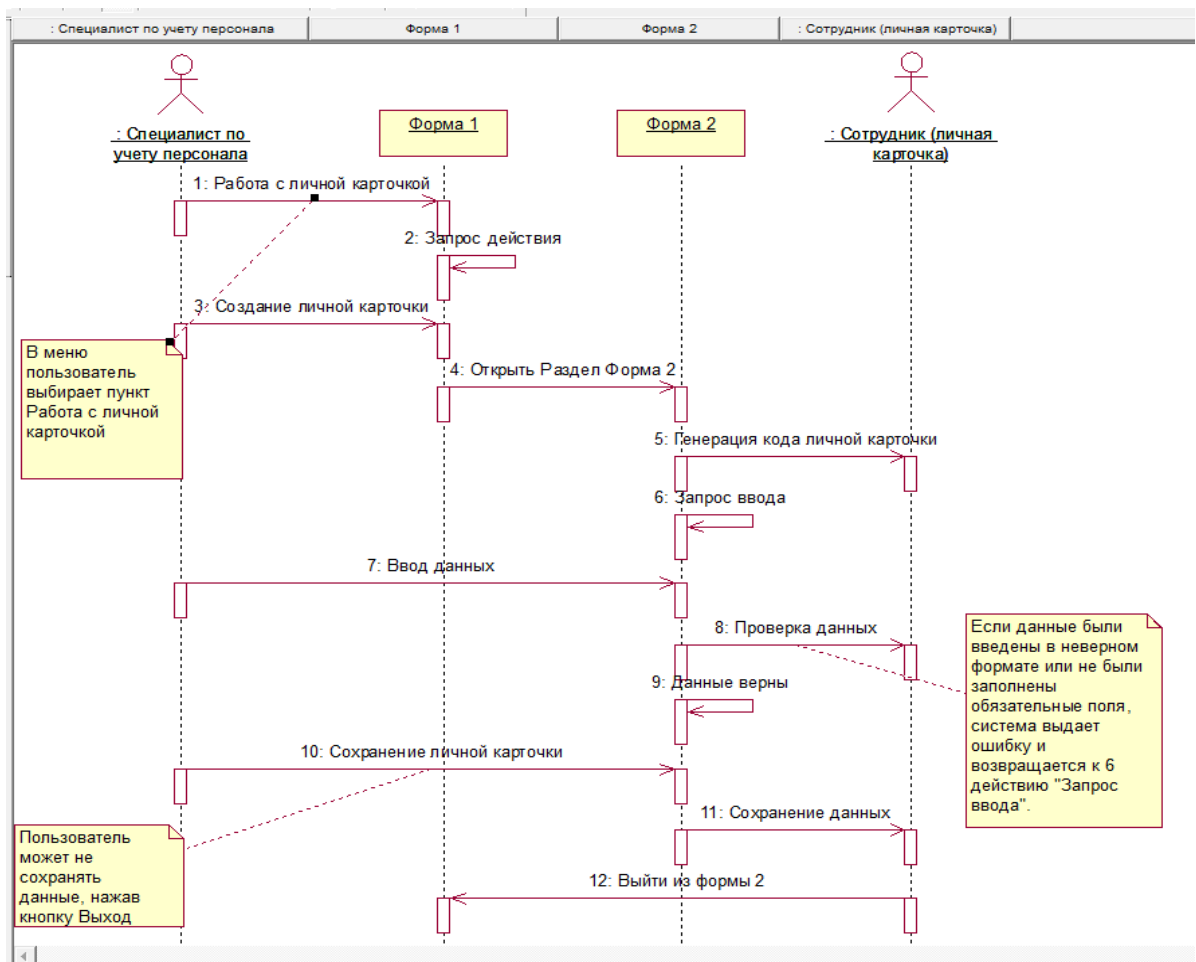 : Специалист по учету персонала
Форма 1
Форма 2
: Сотрудник (личная карточка)
: Специалист по
учету персонала
Форма 1
Форма 2
: Сотрудник (личная
карточка)
1: Работа с личной карточкой
2: Запрос действия
3: Создание личной карточки
В меню
пользователь
выбирает пункт
Работа с личной
карточкой
4: Открыть Раздел Форма 2
5: Генерация кода личной карточки
6: Запрос ввода
7: Ввод данных
8: Проверка данных
Если данные были
введены в неверном
формате или не были
заполнены
обязательные поля,
система выдает
ошибку и
возвращается к 6
действию "Запрос
ввода".
9: Данные верны
10: Сохранение личной карточки
11: Сохранение данных
Пользователь
может не
сохранять
данные, нажав
кнопку Выход
12: Выйти из формы 2